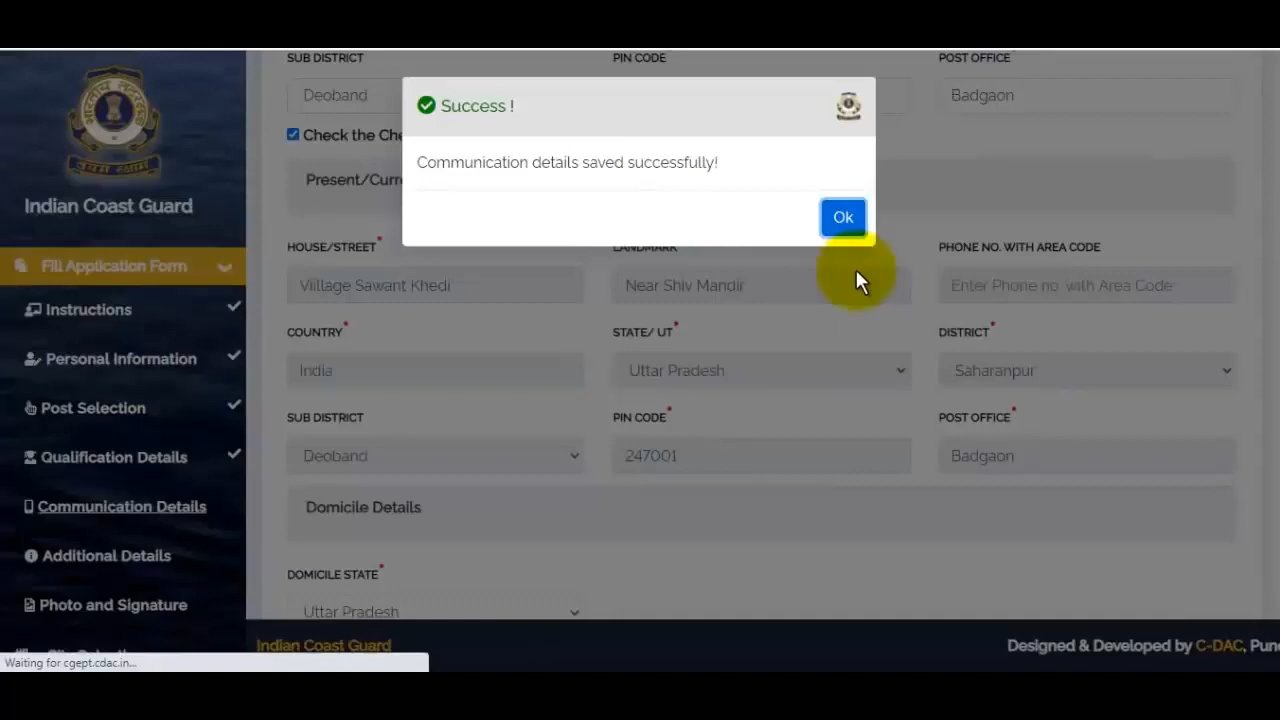 SUB DISTRICT
PIN CODE
POST OFFICE
Deoband
Badgaon
Success !
Check the Che
Communication details saved successfully!
Present/Curr
Ok
Indian Coast Guard
HOUSE/STREET*
LANDMARK
PHONE NO. WITH AREA CODE
Fill Application Form
Viillage Sawant Khedi
Near Shiv Mandir
Enter Phone no. with Area Code
Instructions
COUNTRY*
STATE/ UT*
DISTRICT*
Personal Information
India
Uttar Pradesh
Saharanpur
Post Selection
SUB DISTRICT
PIN CODE*
POST OFFICE*
Qualification Details
Deoband
247001
Badgaon
Communication Details
Domicile Details
Additional Details
DOMICILE STATE*
Photo and Signature
Uttar Pradesh
Indian Coast Guard
Designed & Developed by C-DAC, Pun
Waiting for cgept.cdac.in...